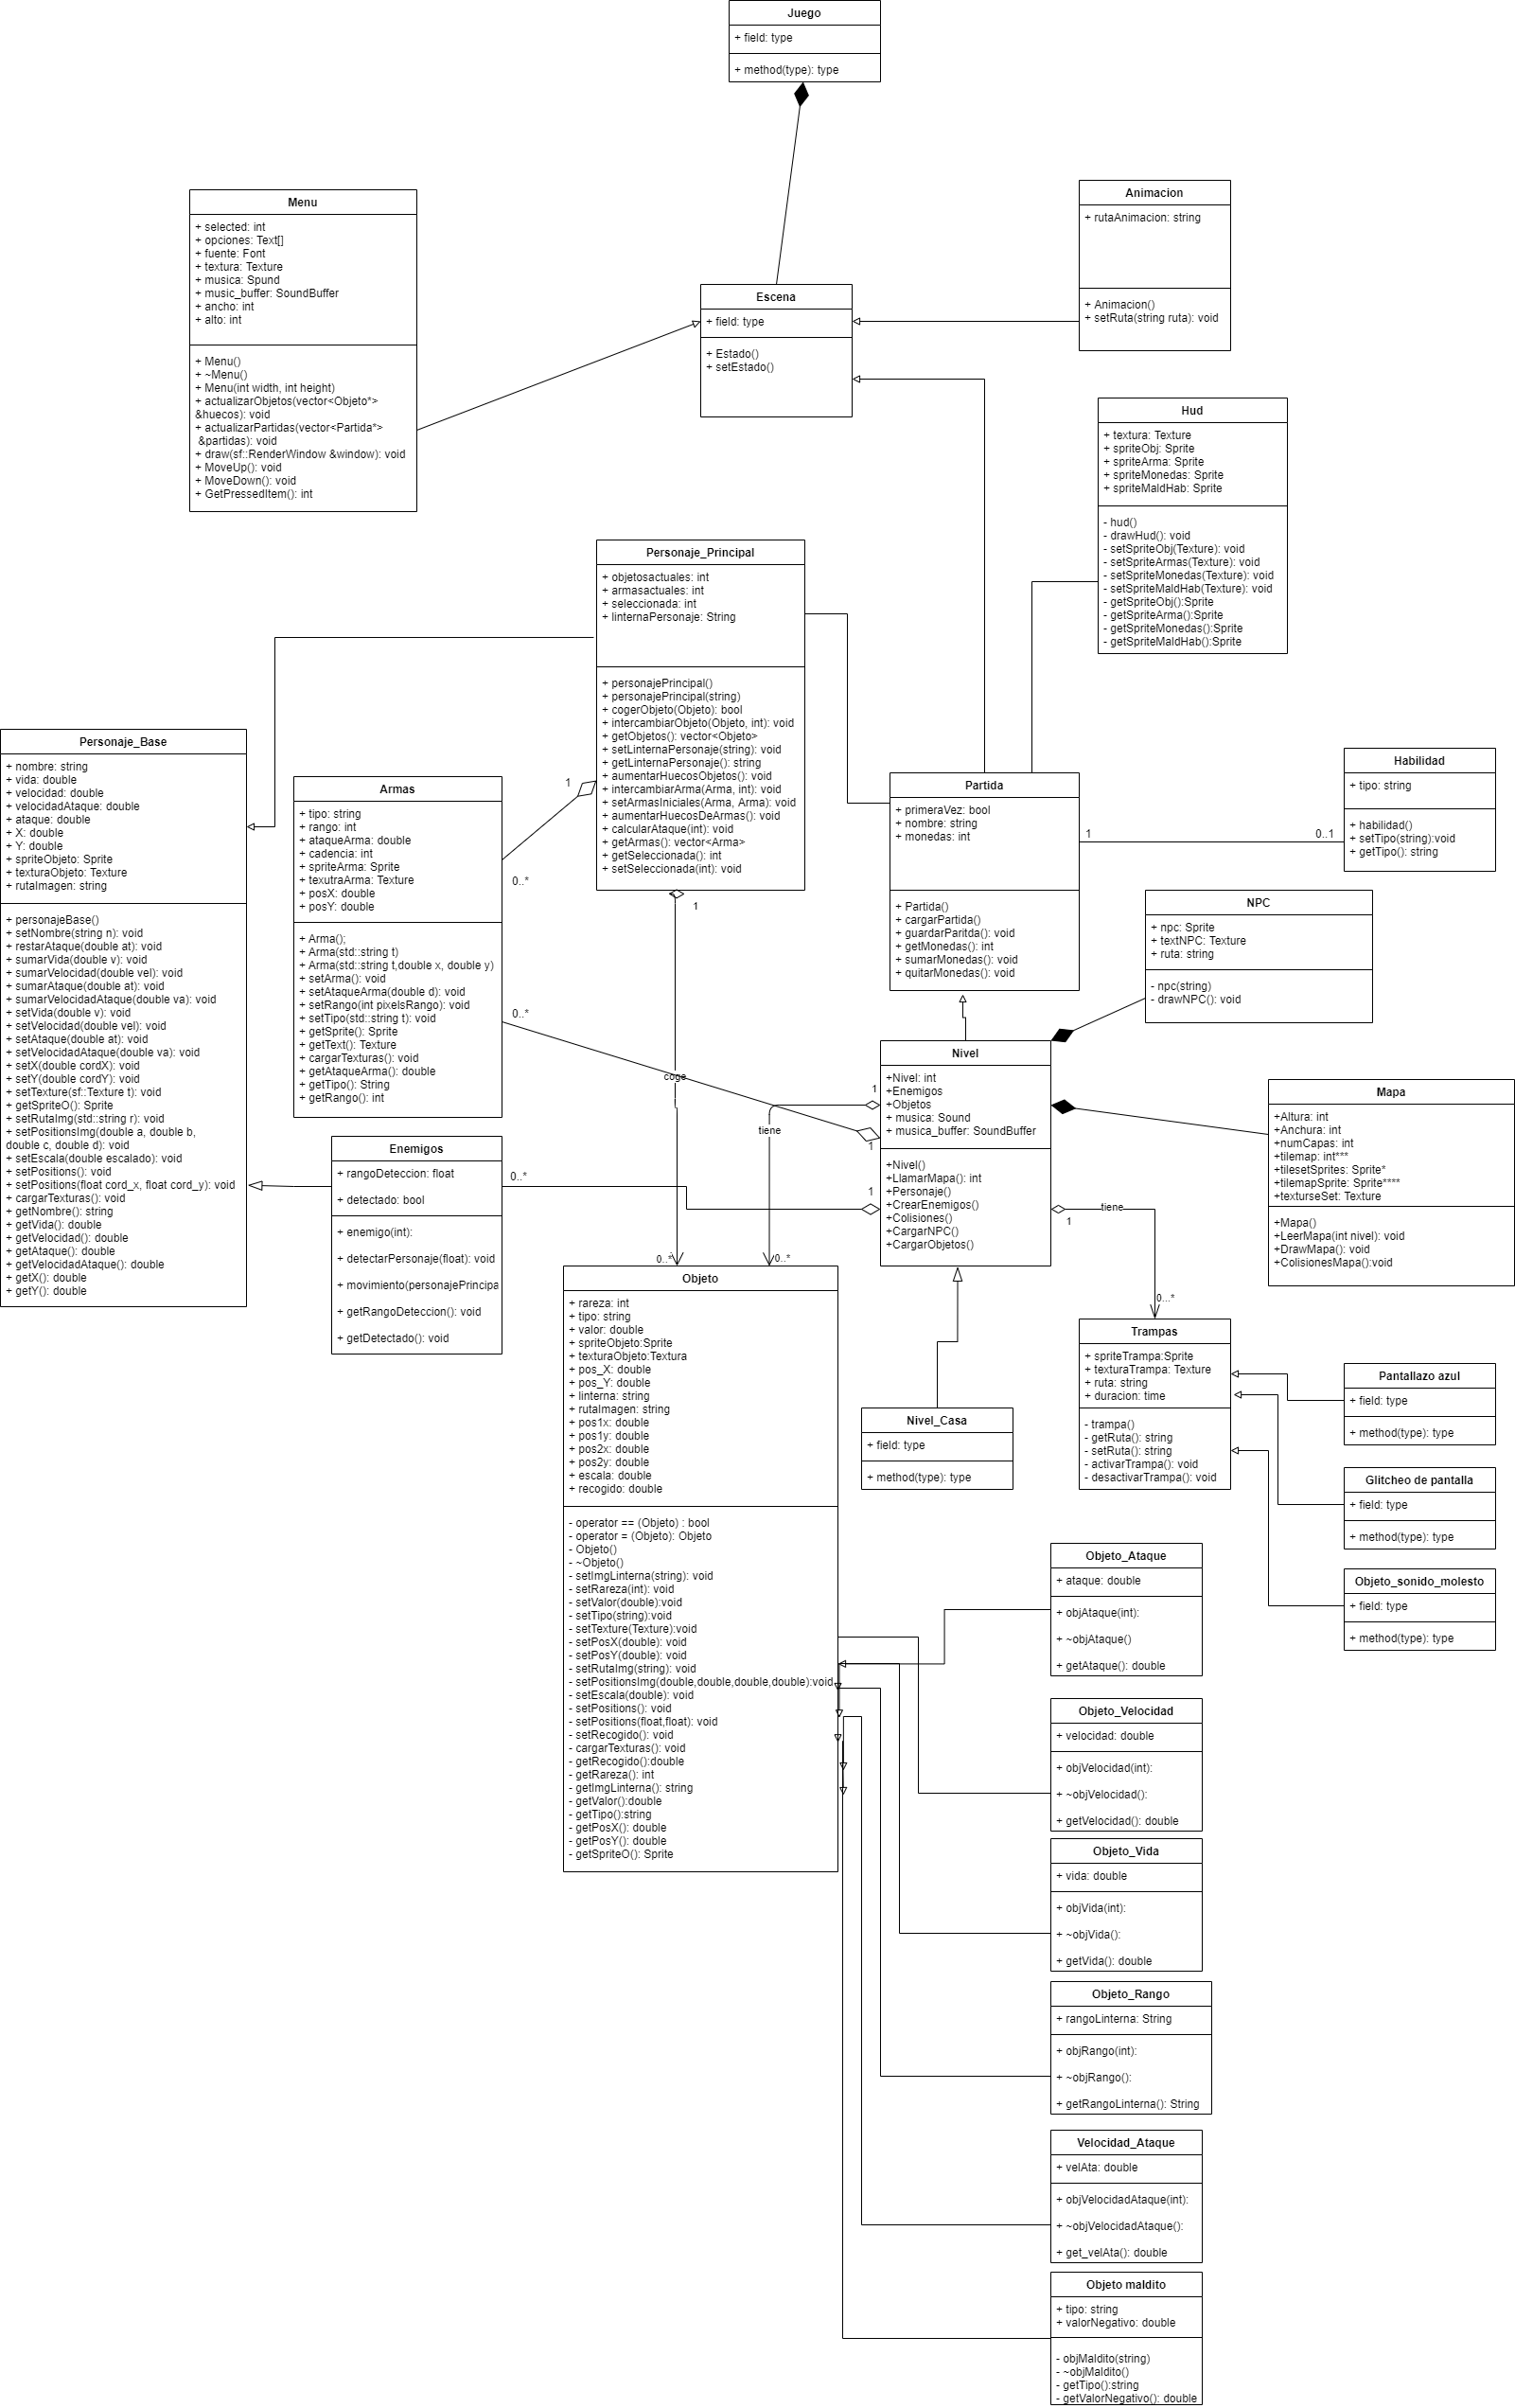 Juego
+ field: type
+ method(type): type
Menu
+ selected: int
+ opciones: Text[]
+ fuente: Font
+ textura: Texture
+ musica: Spund
+ music_buffer: SoundBuffer
+ ancho: int
+ alto: int
+ Menu()
+ ~Menu()
+ Menu(int width, int height)
+ actualizarObjetos(vector<Objeto*>
&huecos): void
+ actualizarPartidas(vector<Partida*>
&partidas): void
+ draw(sf::RenderWindow &window): void
+ MoveUp(): void
+ MoveDown(): void
+ GetPressedItem(): int
Escena
+ field: type
+ Estado()
+ setEstado()
Animacion
+ rutaAnimacion: string
+ Animacion()
+ setRuta(string ruta): void
Hud
+ textura: Texture
+ spriteObj: Sprite
+ spriteArma: Sprite
+ spriteMonedas: Sprite
+ spriteMaldHab: Sprite
- hud()
- drawHud(): void
- setSpriteObj(Texture): void
- setSpriteArmas(Texture): void
- setSpriteMonedas(Texture): void
- setSpriteMaldHab(Texture): void
- getSpriteObj():Sprite
- getSpriteArma():Sprite
- getSpriteMonedas():Sprite
- getSpriteMaldHab():Sprite
Personaje_Principal
+ objetosactuales: int
+ armasactuales: int
+ seleccionada: int
+ linternaPersonaje: String
+ personajePrincipal()
+ personajePrincipal(string)
+ cogerObjeto(Objeto): bool
+ intercambiarObjeto(Objeto, int): void
+ getObjetos(): vector<Objeto>
+ setLinternaPersonaje(string): void
+ getLinternaPersonaje(): string
+ aumentarHuecosObjetos(): void
+ intercambiarArma(Arma, int): void
+ setArmasIniciales(Arma, Arma): void
+ aumentarHuecosDeArmas(): void
+ calcularAtaque(int): void
+ getArmas(): vector<Arma>
+ getSeleccionada(): int
+ setSeleccionada(int): void
Personaje_Base
+ nombre: string
+ vida: double
+ velocidad: double
+ velocidadAtaque: double
+ ataque: double
+ X: double
+ Y: double
+ spriteObjeto: Sprite
+ texturaObjeto: Texture
+ rutaImagen: string
+ personajeBase()
+ setNombre(string n): void
+ restarAtaque(double at): void
+ sumarVida(double v): void
+ sumarVelocidad(double vel): void
+ sumarAtaque(double at): void
+ sumarVelocidadAtaque(double va): void
+ setVida(double v): void
+ setVelocidad(double vel): void
+ setAtaque(double at): void
+ setVelocidadAtaque(double va): void
+ setX(double cordX): void
+ setY(double cordY): void
+ setTexture(sf::Texture t): void
+ getSpriteO(): Sprite
+ setRutaImg(std::string r): void
+ setPositionsImg(double a, double b,
double c, double d): void
+ setEscala(double escalado): void
+ setPositions(): void
+ setPositions(float cord_x, float cord_y): void
+ cargarTexturas(): void
+ getNombre(): string
+ getVida(): double
+ getVelocidad(): double
+ getAtaque(): double
+ getVelocidadAtaque(): double
+ getX(): double
+ getY(): double
Armas
+ tipo: string
+ rango: int
+ ataqueArma: double
+ cadencia: int
+ spriteArma: Sprite
+ texutraArma: Texture
+ posX: double
+ posY: double
+ Arma();
+ Arma(std::string t)
+ Arma(std::string t,double x, double y)
+ setArma(): void
+ setAtaqueArma(double d): void
+ setRango(int pixelsRango): void
+ setTipo(std::string t): void
+ getSprite(): Sprite
+ getText(): Texture
+ cargarTexturas(): void
+ getAtaqueArma(): double
+ getTipo(): String
+ getRango(): int
1
0..*
1
0..*
Partida
+ primeraVez: bool
+ nombre: string
+ monedas: int
+ Partida()
+ cargarPartida()
+ guardarParitda(): void
+ getMonedas(): int
+ sumarMonedas(): void
+ quitarMonedas(): void
1
0..1
Habilidad
+ tipo: string
+ habilidad()
+ setTipo(string):void
+ getTipo(): string
NPC
+ npc: Sprite
+ textNPC: Texture
+ ruta: string
- npc(string)
- drawNPC(): void
Nivel
+Nivel: int
+Enemigos
+Objetos
+ musica: Sound
+ musica_buffer: SoundBuffer
+Nivel()
+LlamarMapa(): int
+Personaje()
+CrearEnemigos()
+Colisiones()
+CargarNPC()
+CargarObjetos()
coge
1
tiene
1
1
0..*
tiene
1
Mapa
+Altura: int
+Anchura: int
+numCapas: int
+tilemap: int***
+tilesetSprites: Sprite*
+tilemapSprite: Sprite****
+texturseSet: Texture
+Mapa()
+LeerMapa(int nivel): void
+DrawMapa(): void
+ColisionesMapa():void
Enemigos
+ rangoDeteccion: float
+ detectado: bool
+ enemigo(int):
+ detectarPersonaje(float): void
+ movimiento(personajePrincipa
+ getRangoDeteccion(): void
+ getDetectado(): void
0..*
0..*
0...*
Objeto
+ rareza: int
+ tipo: string
+ valor: double
+ spriteObjeto:Sprite
+ texturaObjeto:Textura
+ pos_X: double
+ pos_Y: double
+ linterna: string
+ rutaImagen: string
+ pos1x: double
+ pos1y: double
+ pos2x: double
+ pos2y: double
+ escala: double
+ recogido: double
- operator == (Objeto) : bool
- operator = (Objeto): Objeto
- Objeto()
- ~Objeto()
- setImgLinterna(string): void
- setRareza(int): void
- setValor(double):void
- setTipo(string):void
- setTexture(Texture):void
- setPosX(double): void
- setPosY(double): void
- setRutaImg(string): void
- setPositionsImg(double,double,double,double):void
- setEscala(double): void
- setPositions(): void
- setPositions(float,float): void
- setRecogido(): void
- cargarTexturas(): void
- getRecogido():double
- getRareza(): int
- getImgLinterna(): string
- getValor():double
- getTipo():string
- getPosX(): double
- getPosY(): double
- getSpriteO(): Sprite
Trampas
+ spriteTrampa:Sprite
+ texturaTrampa: Texture
+ ruta: string
+ duracion: time
- trampa()
- getRuta(): string
- setRuta(): string
- activarTrampa(): void
- desactivarTrampa(): void
Nivel_Casa
+ field: type
+ method(type): type
Pantallazo azul
+ field: type
+ method(type): type
Glitcheo de pantalla
+ field: type
+ method(type): type
Objeto_sonido_molesto
+ field: type
+ method(type): type
Objeto_Ataque
+ ataque: double
+ objAtaque(int):
+ ~objAtaque()
+ getAtaque(): double
Objeto_Velocidad
+ velocidad: double
+ objVelocidad(int):
+ ~objVelocidad():
+ getVelocidad(): double
Objeto_Vida
+ vida: double
+ objVida(int):
+ ~objVida():
+ getVida(): double
Objeto_Rango
+ rangoLinterna: String
+ objRango(int):
+ ~objRango():
+ getRangoLinterna(): String
Velocidad_Ataque
+ velAta: double
+ objVelocidadAtaque(int):
+ ~objVelocidadAtaque():
+ get_velAta(): double
Objeto maldito
+ tipo: string
+ valorNegativo: double
- objMaldito(string)
- ~objMaldito()
- getTipo():string
- getValorNegativo(): double